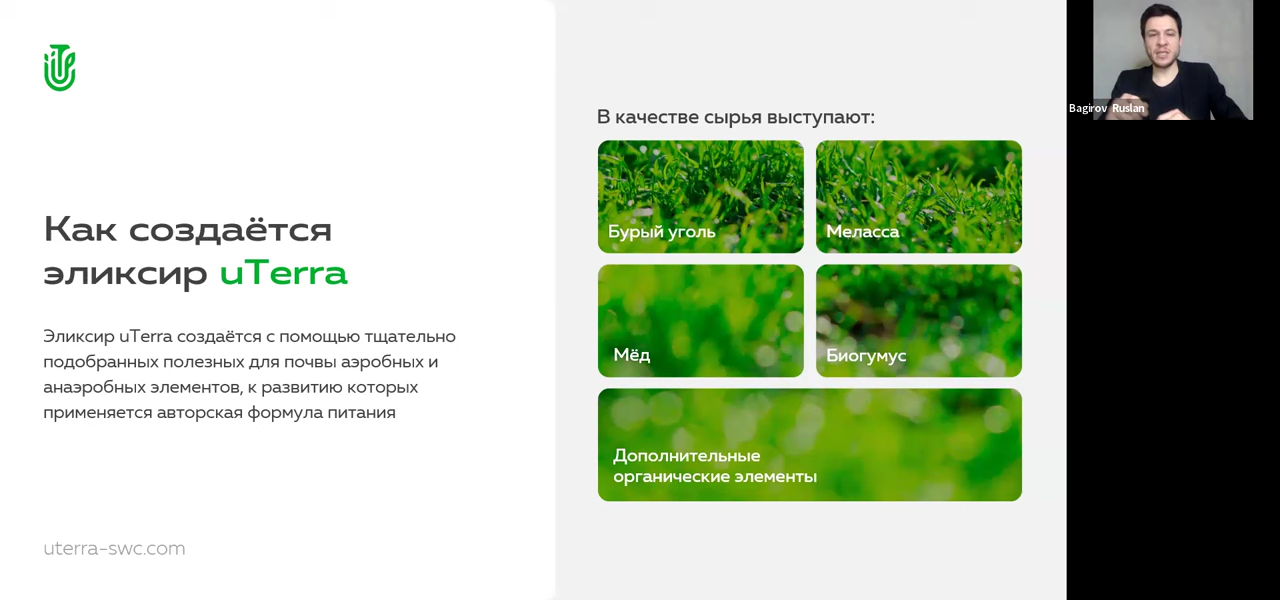 Как создаётся
эликсир uTerra
Эликсир uTerra создаётся с помощью тщательно
подобранных полезных для почвы аэробных и
анаэробных элементов, к развитию которых
применяется авторская формула питания
uterra-swc.com
В качестве сырья выступают:
Бурый уголь
Меласса
Мёд
Биогумус
Дополнительные
органические элементы
Bagirov Ruslan